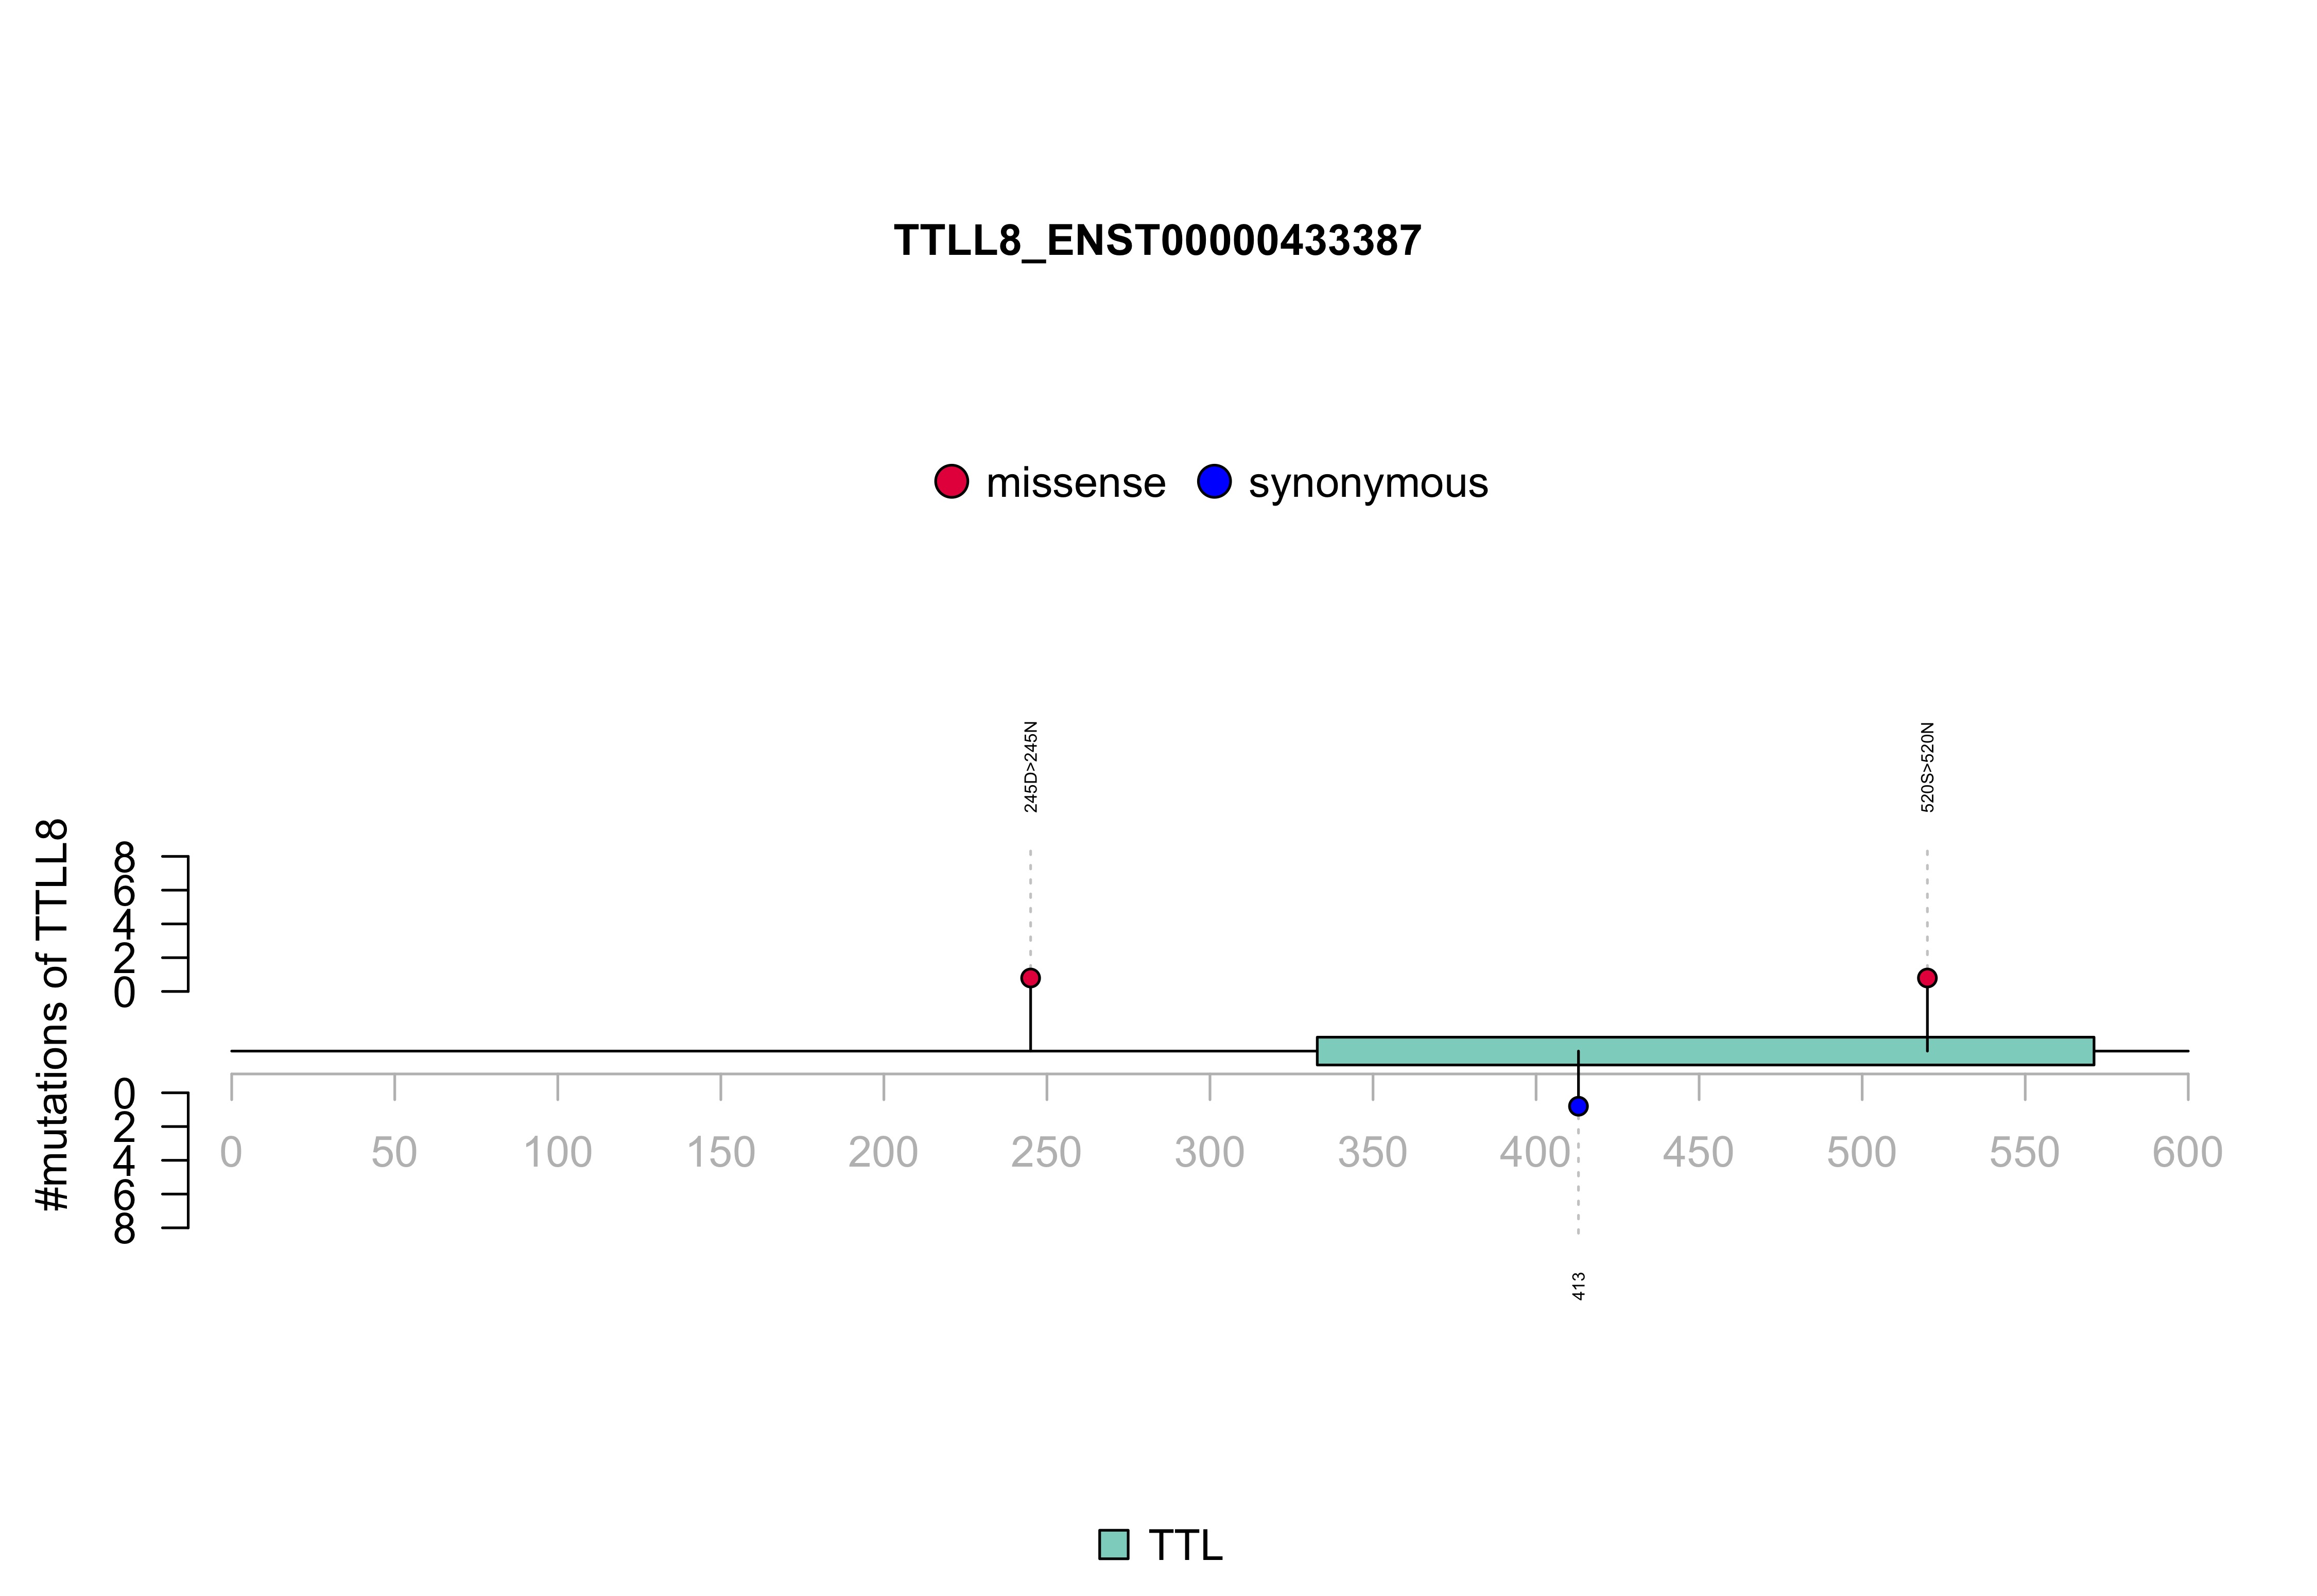 TTLL8_ENST00000433387
missense synonymous
245D>245N 520S>520N
#mutations of TTLL8
8
6
4
2
0
0
2
4
6
8
0 50 100 150 200 250 300 350 400 450 500 550 600
413
TTL